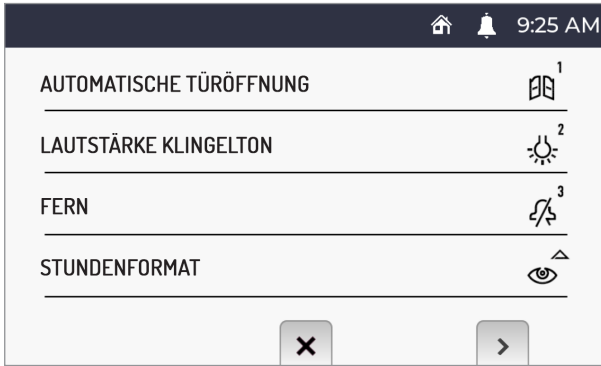 9:25 AM
AUTOMATISCHE TÜRÖFFNUNG 1
LAUTSTÄRKE KLINGELTON 2
FERN 3
STUNDENFORMAT